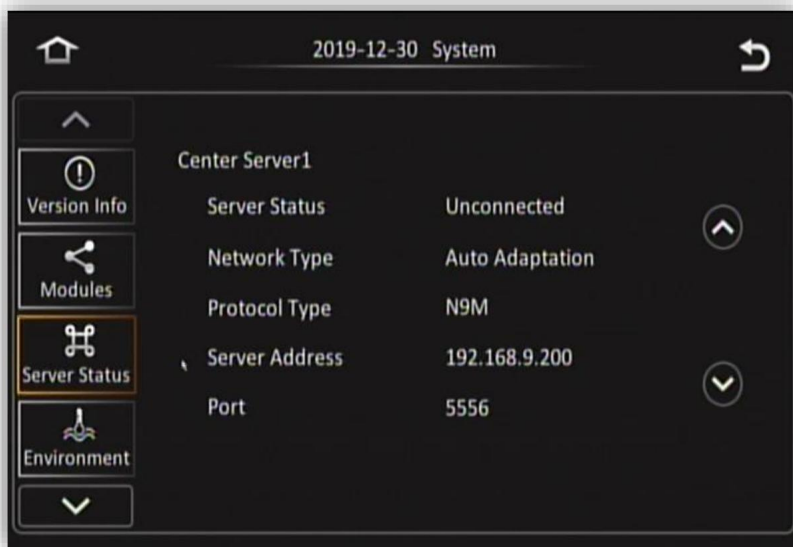 2019-12-30 System
Version Info
Modules
Server Status
Environment
Center Server1
Server Status Unconnected
Network Type Auto Adaptation
Protocol Type N9M
Server Address 192.168.9.200
Port 5556